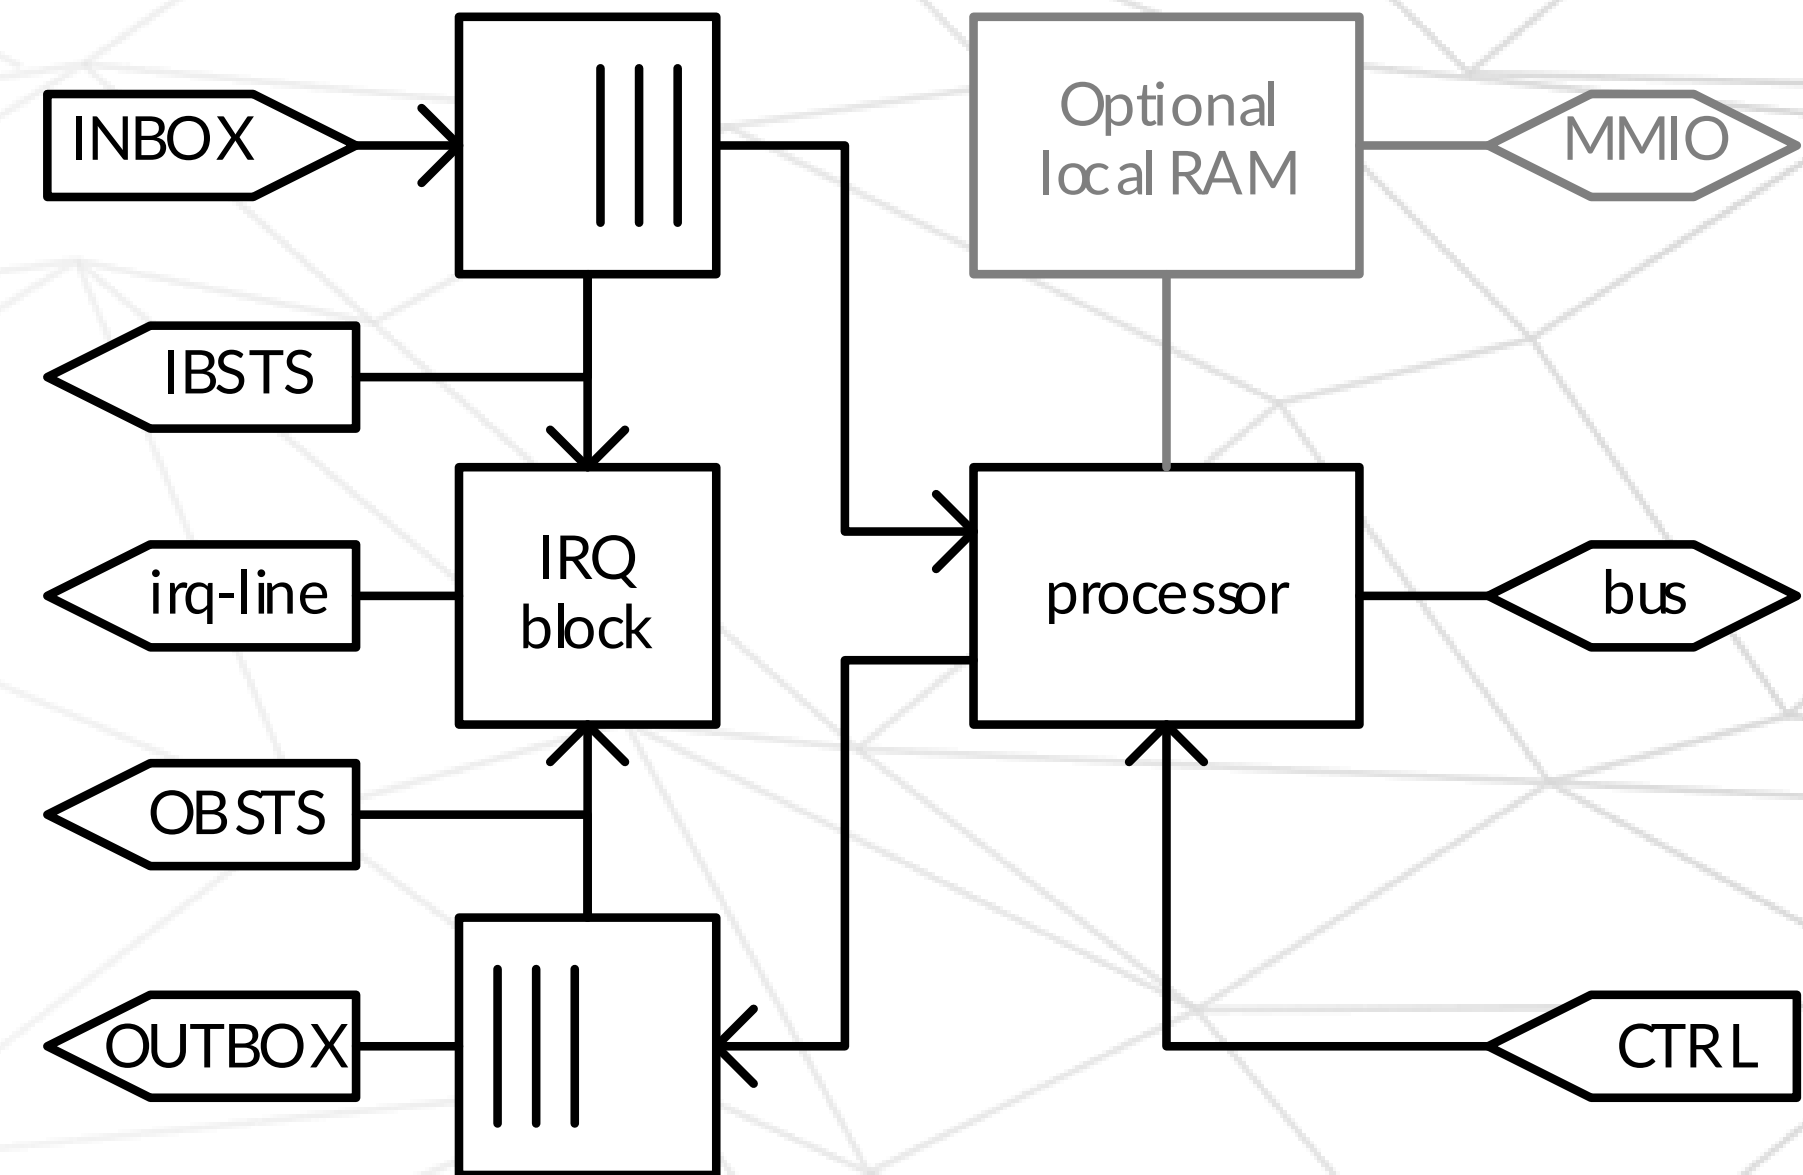 INBOX
Optional
local RAM
MMIO
IBSTS
IRQ
block
irq-line
processor
bus
OBSTS
OUTBOX
CTRL